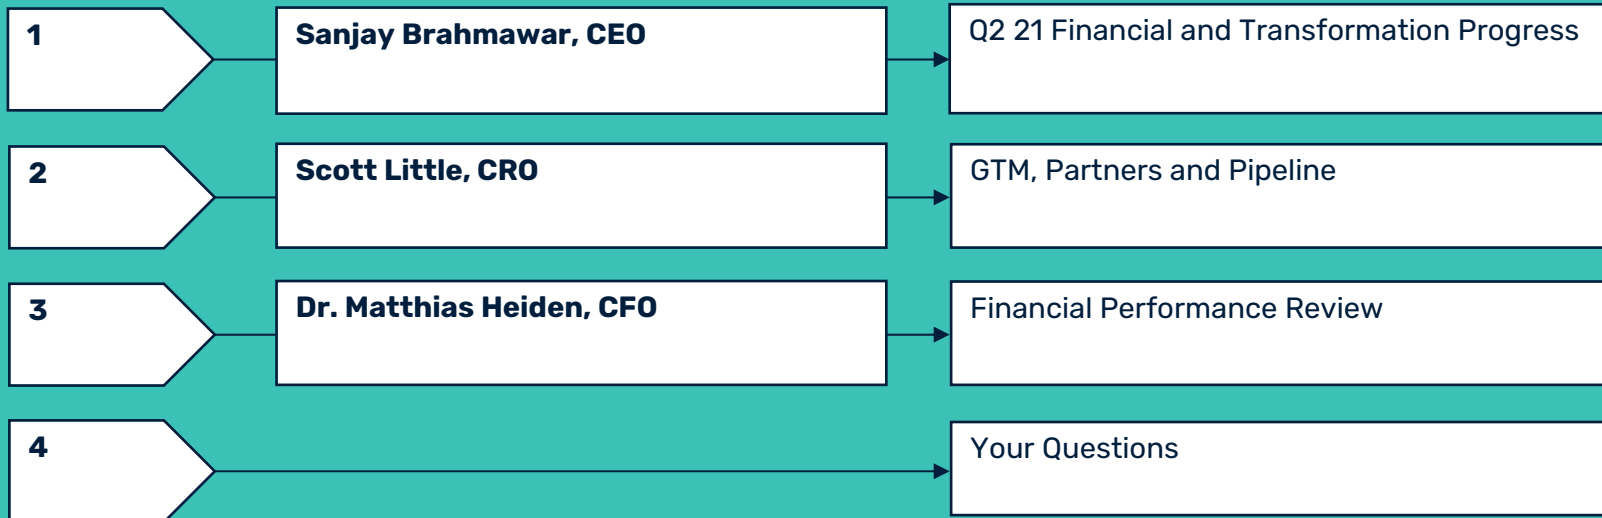 1
Sanjay Brahmawar, CEO
Q2 21 Financial and Transformation Progress
2
Scott Little, CRO
GTM, Partners and Pipeline
3
Dr. Matthias Heiden, CFO
Financial Performance Review
4
Your Questions